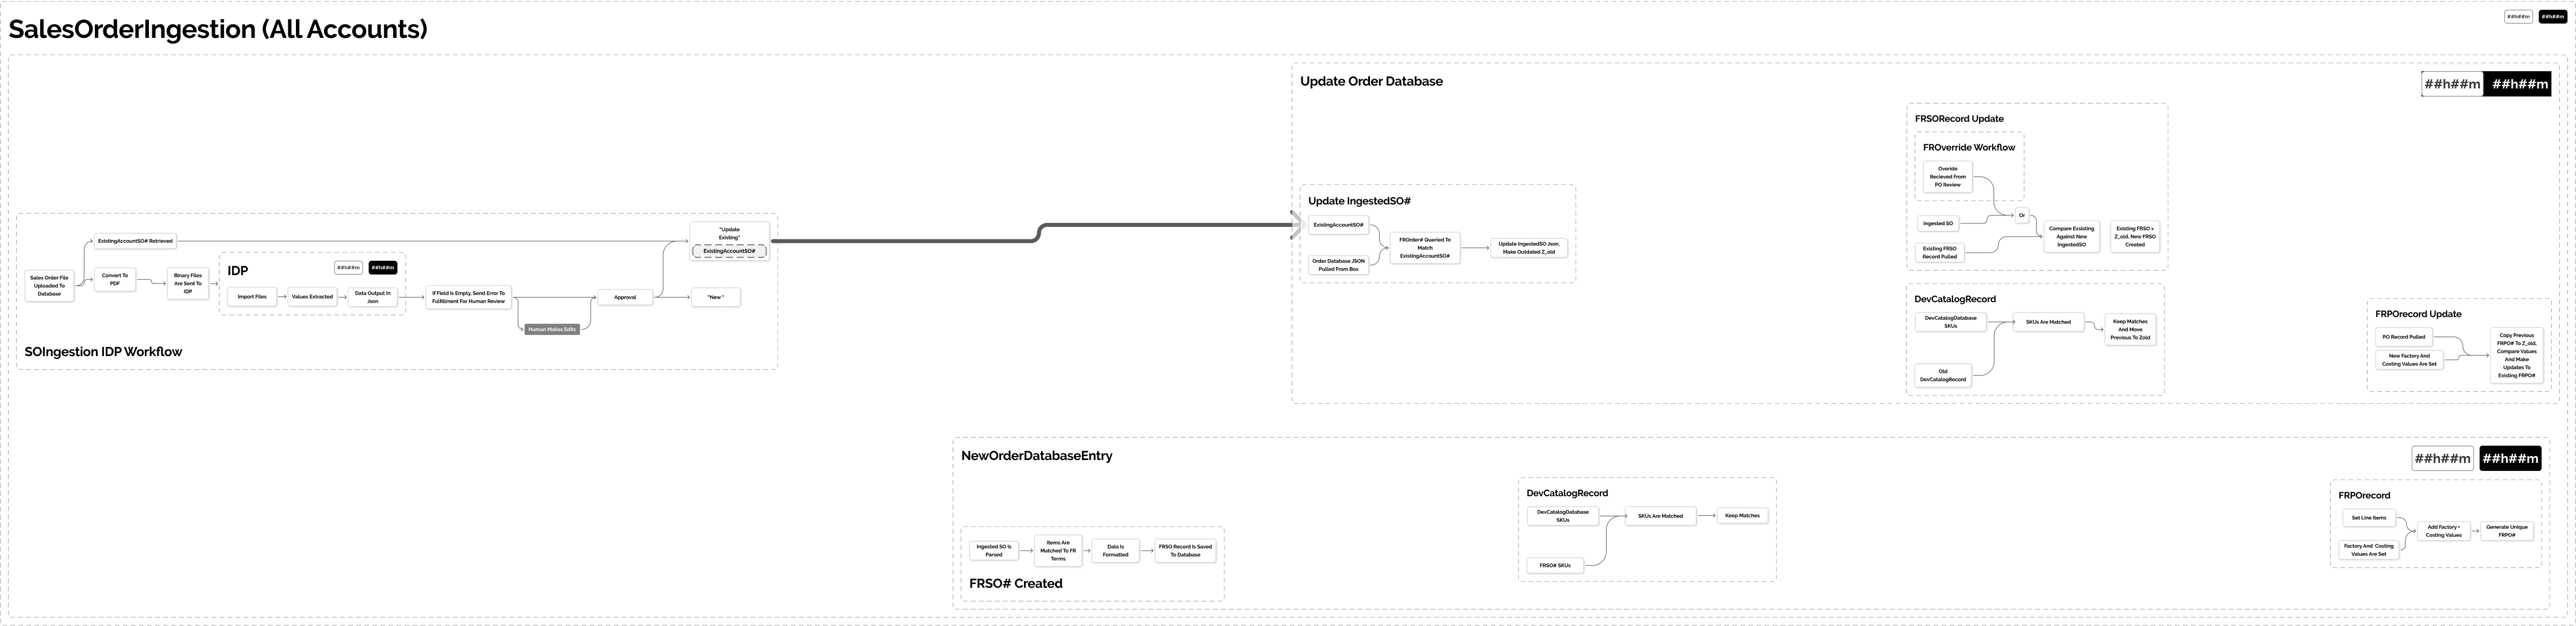 SalesOrderIngestion (All Accounts)
##h##m
##h##m
Update Order Database
##h##m
##h##m
FRSORecord Update
FROverride Workflow
Overide
Recieved From
PO Review
Ingested SO
Or
Existing FRSO
Record Pulled
Compare Exsisting
Against New
IngestedSO
Existing FRSO >
Z_old, New FRSO
Created
Update IngestedSO#
ExistingAccountSO#
Order Database JSON
Pulled From Box
FROrder# Queried To
Match
ExistingAccountSO#
Update IngestedSO Json,
Make Outdated Z_old
DevCatalogRecord
DevCatalogDatabase
SKUs
SKUs Are Matched
Keep Matches
And Move
Previous To Zold
Old
DevCatalogRecord
FRPOrecord Update
PO Record Pulled
New Factory And
Costing Values Are Set
Copy Previous
FRPO# To Z_old,
Compare Values
And Make
Updates To
Existing FRPO#
Sales Order File
Uploaded To
Database
ExistingAccountSO# Retrieved
Convert To
PDF
Binary Files
Are Sent To
IDP
IDP
##h##m
##h##m
Import Files
Values Extracted
Data Output In
Json
If Field Is Empty, Send Error To
Fulfillment For Human Review
Human Makes Edits
Approval
"Update
Existing"
ExistingAccountSO#
"New "
SOIngestion IDP Workflow
NewOrderDatabaseEntry
##h##m
##h##m
Ingested SO Is
Parsed
Items Are
Matched To FR
Terms
Data Is
Formatted
FRSO Record Is Saved
To Database
FRSO# Created
DevCatalogRecord
DevCatalogDatabase
SKUs
SKUs Are Matched
Keep Matches
FRSO# SKUs
FRPOrecord
Set Line Items
Factory And Costing
Values Are Set
Add Factory +
Costing Values
Generate Unique
FRPO#